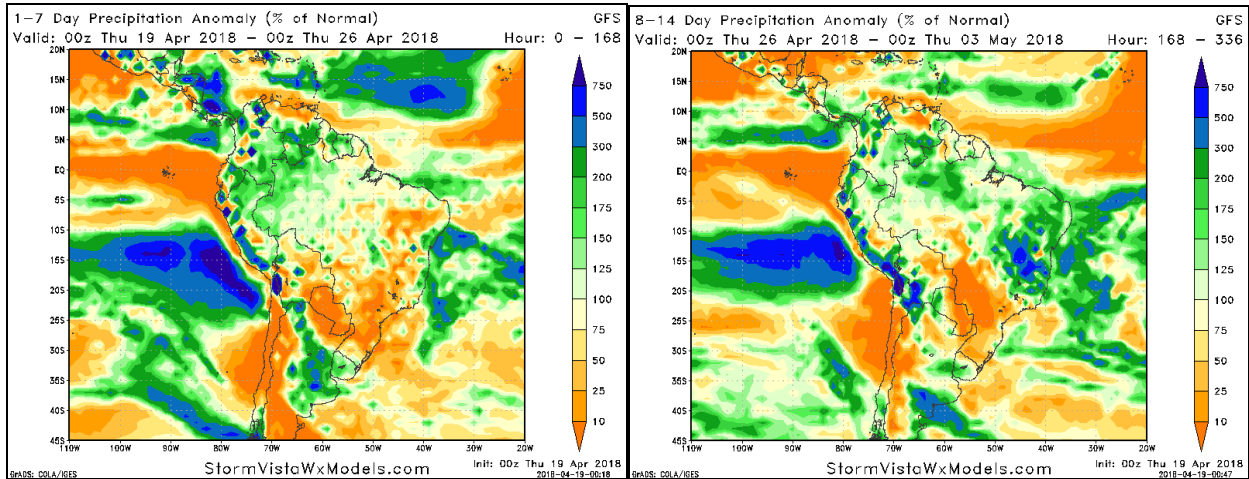 1-7 Day Precipitation Anomaly (% of Normal) GFS
Valid: 00z Thu 19 Apr 2018 - 00z Thu 26 Apr 2018 Hour: 0 - 168
20N
15N
10N
5N
EQ
5S
10S
15S
20S
25S
30S
35S
40S
45S
110W 100W 90W 80W 70W 60W 50W 40W 30W 20W
750
500
300
200
175
150
125
100
75
50
25
10
StormVistaWxModels.com
Init: 00z Thu 19 Apr 2018
GrADS: COLA/IGES
2018-04-19-00:18
8-14 Day Precipitation Anomaly (% of Normal) GFS
Valid: 00z Thu 26 Apr 2018 - 00z Thu 03 May 2018 Hour: 168 - 336
20N
15N
10N
5N
EQ
5S
10S
15S
20S
25S
30S
35S
40S
45S
110W 100W 90W 80W 70W 60W 50W 40W 30W 20W
750
500
300
200
175
150
125
100
75
50
25
10
StormVistaWxModels.com
Init: 00z Thu 19 Apr 2018
GrADS: COLA/IGES
2018-04-19-00:47